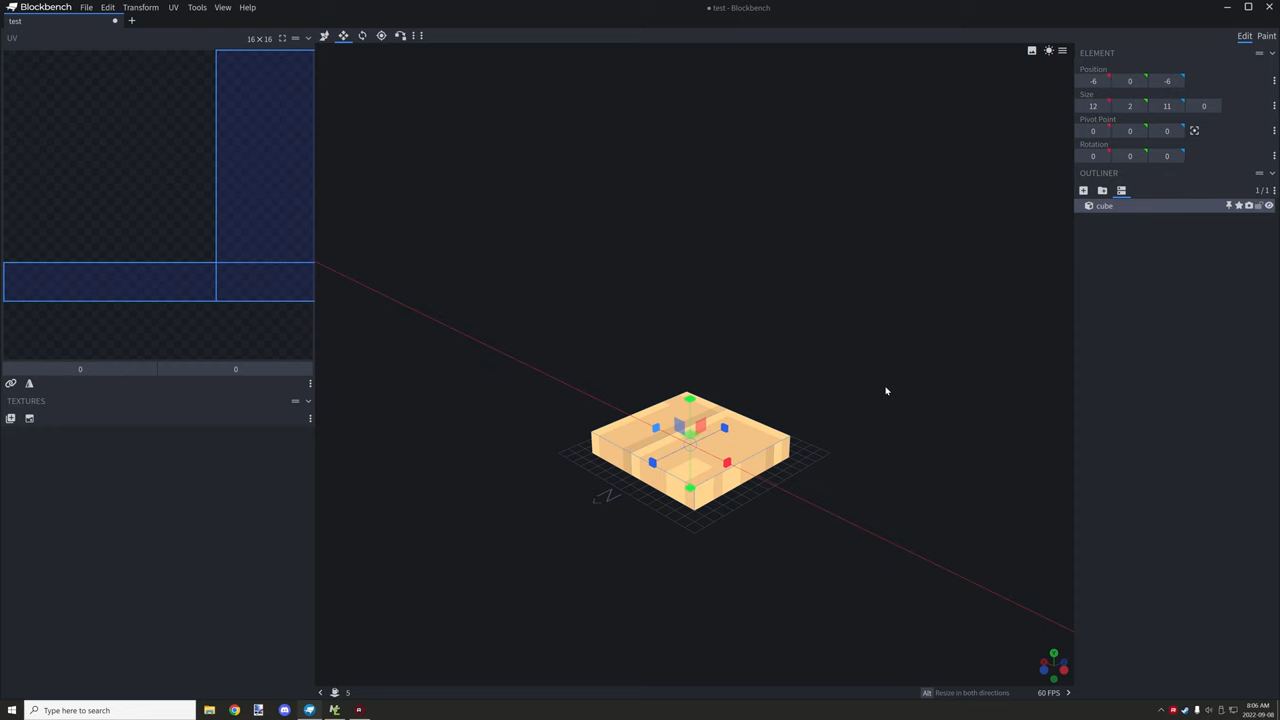 Blockbench File Edit Transform UV Tools View Help
test - Blockbench
test
UV
16×16
Edit Paint
ELEMENT
Position
-6 0 -6
Size
12 2 11 0
Pivot Point
0 0 0
Rotation
0 0 0
OUTLINER
1/1
cube
N
0 0
TEXTURES
5
Alt Resize in both directions 60 FPS
Type here to search
8:06 AM
2022-09-08